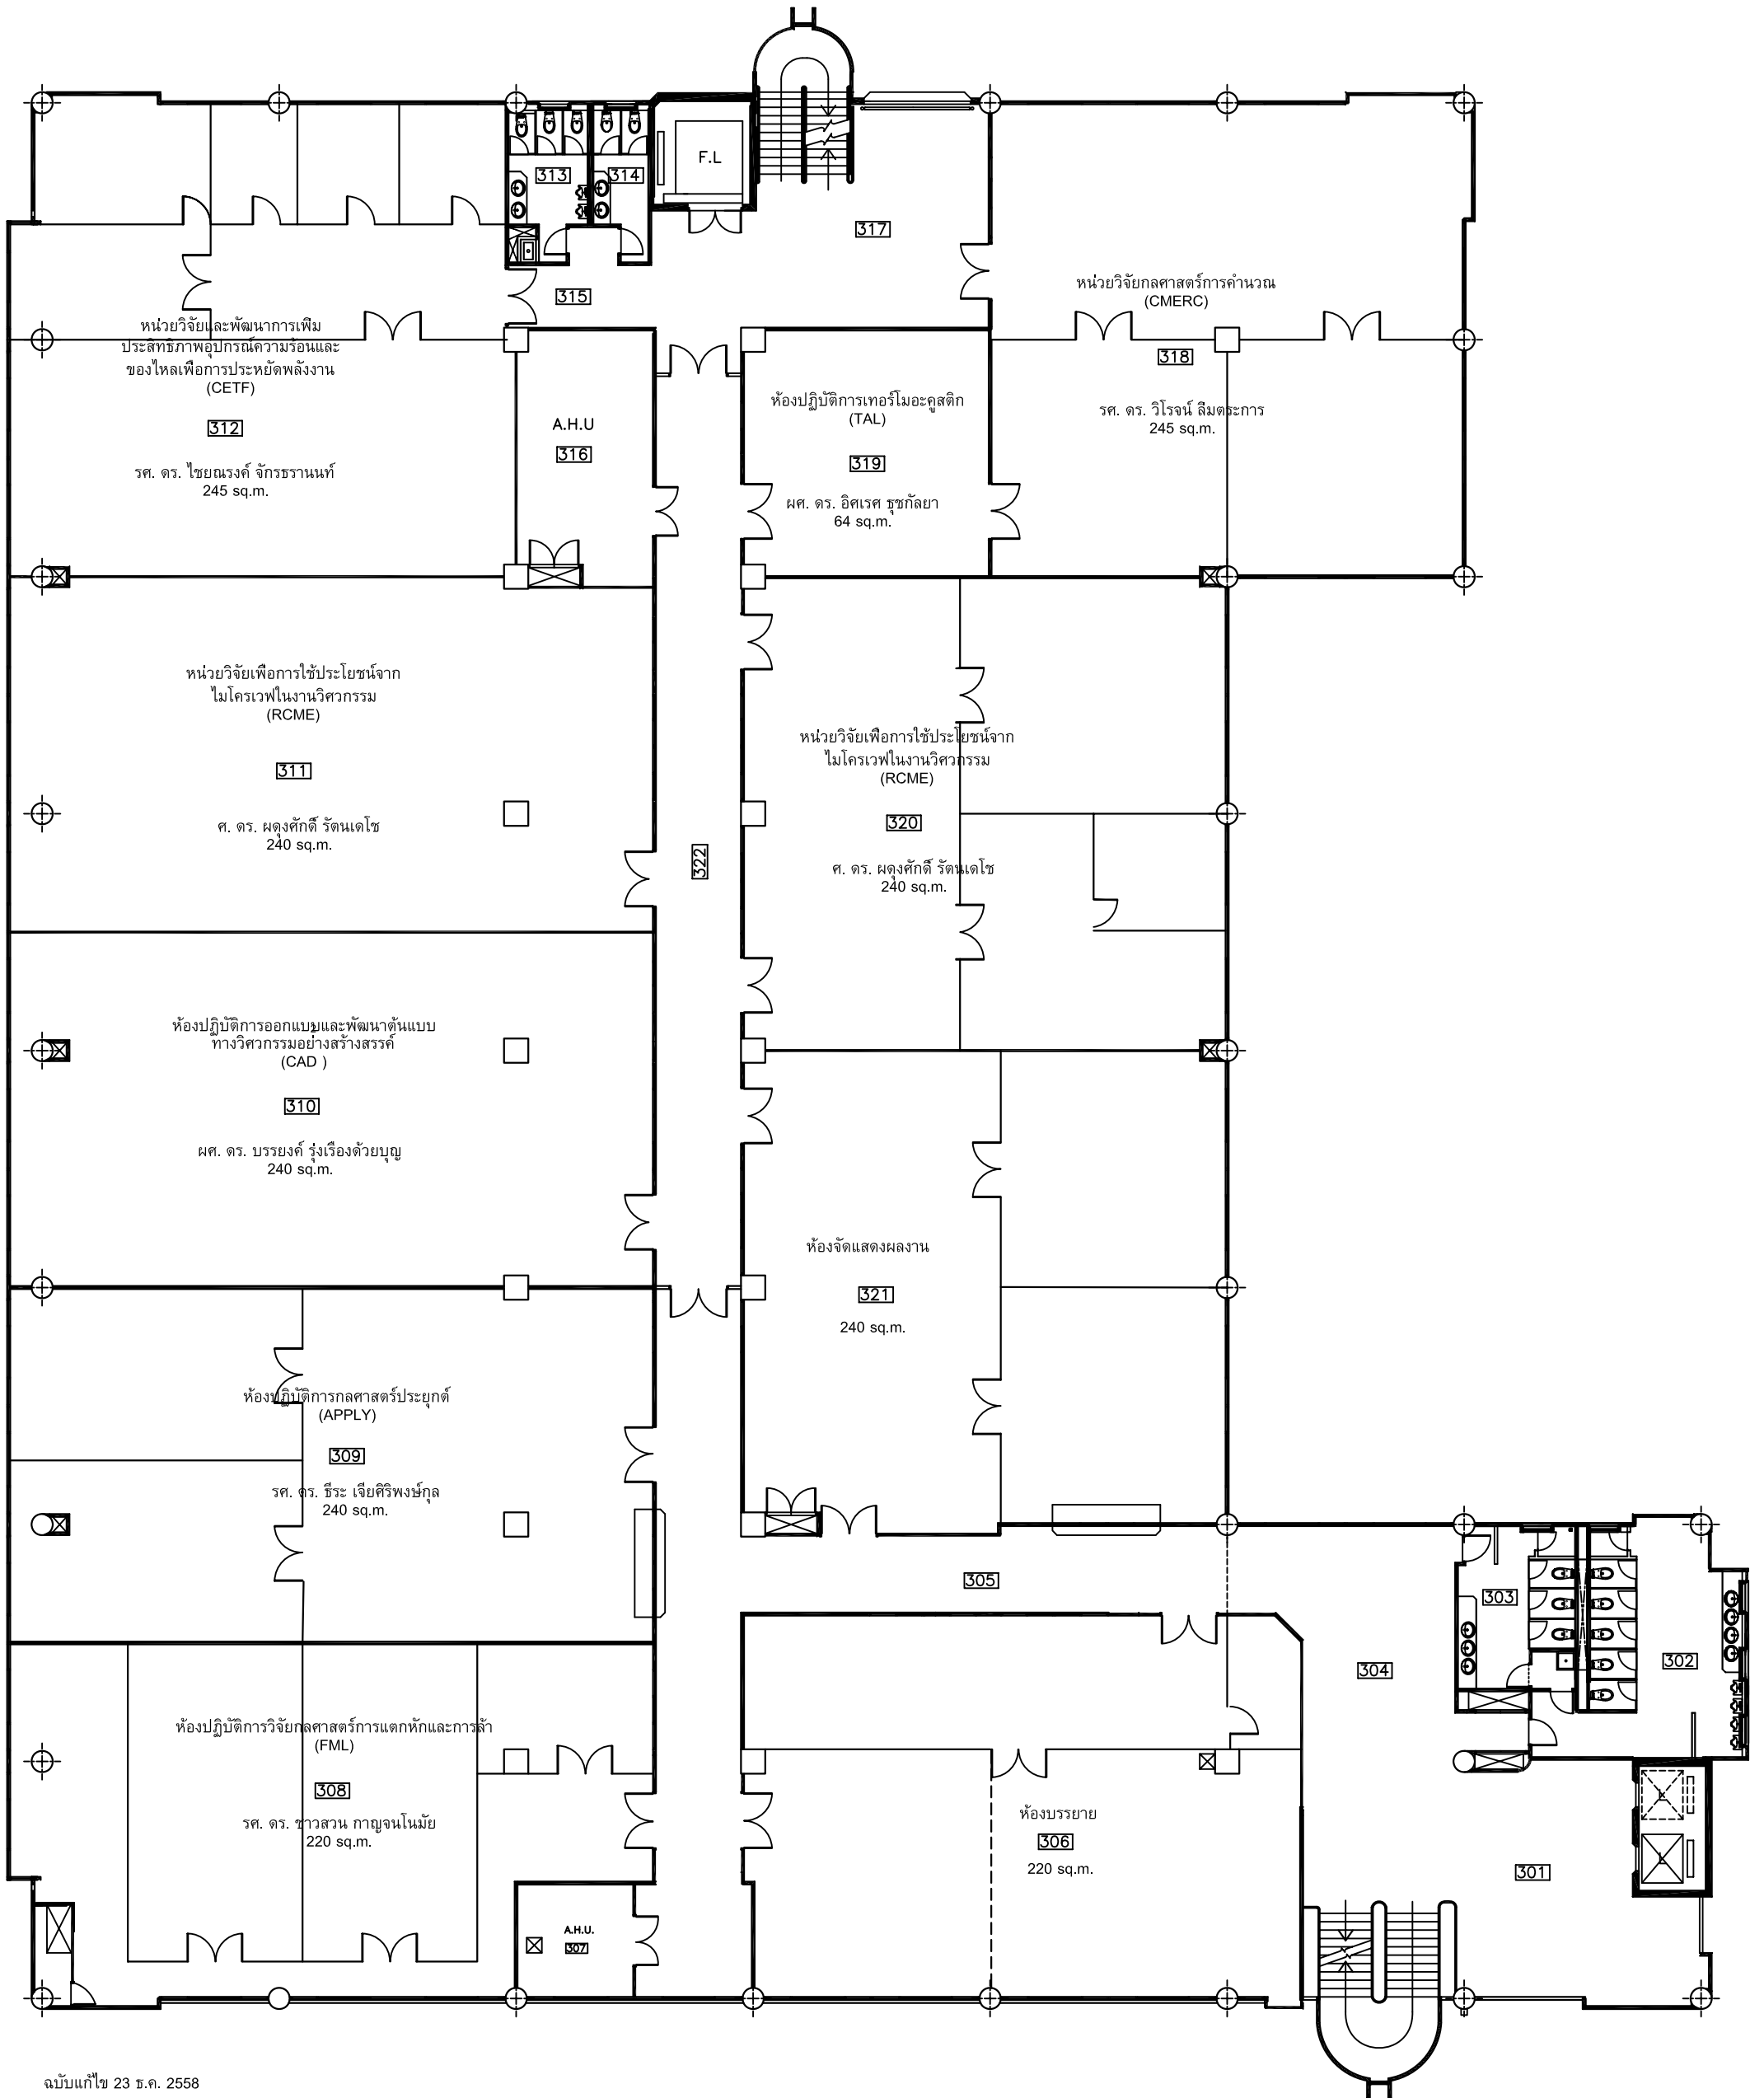 F.L
313
314
317
315
หน่วยวิจัยกลศาสตร์การคำนวณ
(CMERC)
318
รศ. ดร. วิโรจน์ ลิ่มตระการ
245 sq.m.
หน่วยวิจัยและพัฒนาการเพิ่ม
ประสิทธิภาพอุปกรณ์ความร้อนและ
ของไหลเพื่อการประหยัดพลังงาน
(CETF)
312
รศ. ดร. ไชยณรงค์ จักรธรานนท์
245 sq.m.
A.H.U
316
ห้องปฏิบัติการเทอร์โมอะคูสติก
(TAL)
319
ผศ. ดร. อิศเรศ ธุชกัลยา
64 sq.m.
หน่วยวิจัยเพื่อการใช้ประโยชน์จาก
ไมโครเวฟในงานวิศวกรรม
(RCME)
311
ศ. ดร. ผดุงศักดิ์ รัตนเดโช
240 sq.m.
322
หน่วยวิจัยเพื่อการใช้ประโยชน์จาก
ไมโครเวฟในงานวิศวกรรม
(RCME)
320
ศ. ดร. ผดุงศักดิ์ รัตนเดโช
240 sq.m.
ห้องปฏิบัติการออกแบบและพัฒนาต้นแบบ
ทางวิศวกรรมอย่างสร้างสรรค์
(CAD )
310
ผศ. ดร. บรรยงค์ รุ่งเรืองด้วยบุญ
240 sq.m.
ห้องจัดแสดงผลงาน
321
240 sq.m.
ห้องปฏิบัติการกลศาสตร์ประยุกต์
(APPLY)
309
รศ. ดร. ธีระ เจียศิริพงษ์กุล
240 sq.m.
305
303
302
304
ห้องปฏิบัติการวิจัยกลศาสตร์การแตกหักและการล้า
(FML)
308
รศ. ดร. ชาวสวน กาญจนโนมัย
220 sq.m.
ห้องบรรยาย
306
220 sq.m.
L
L
301
A.H.U.
307
ฉบับแก้ไข 23 ธ.ค. 2558